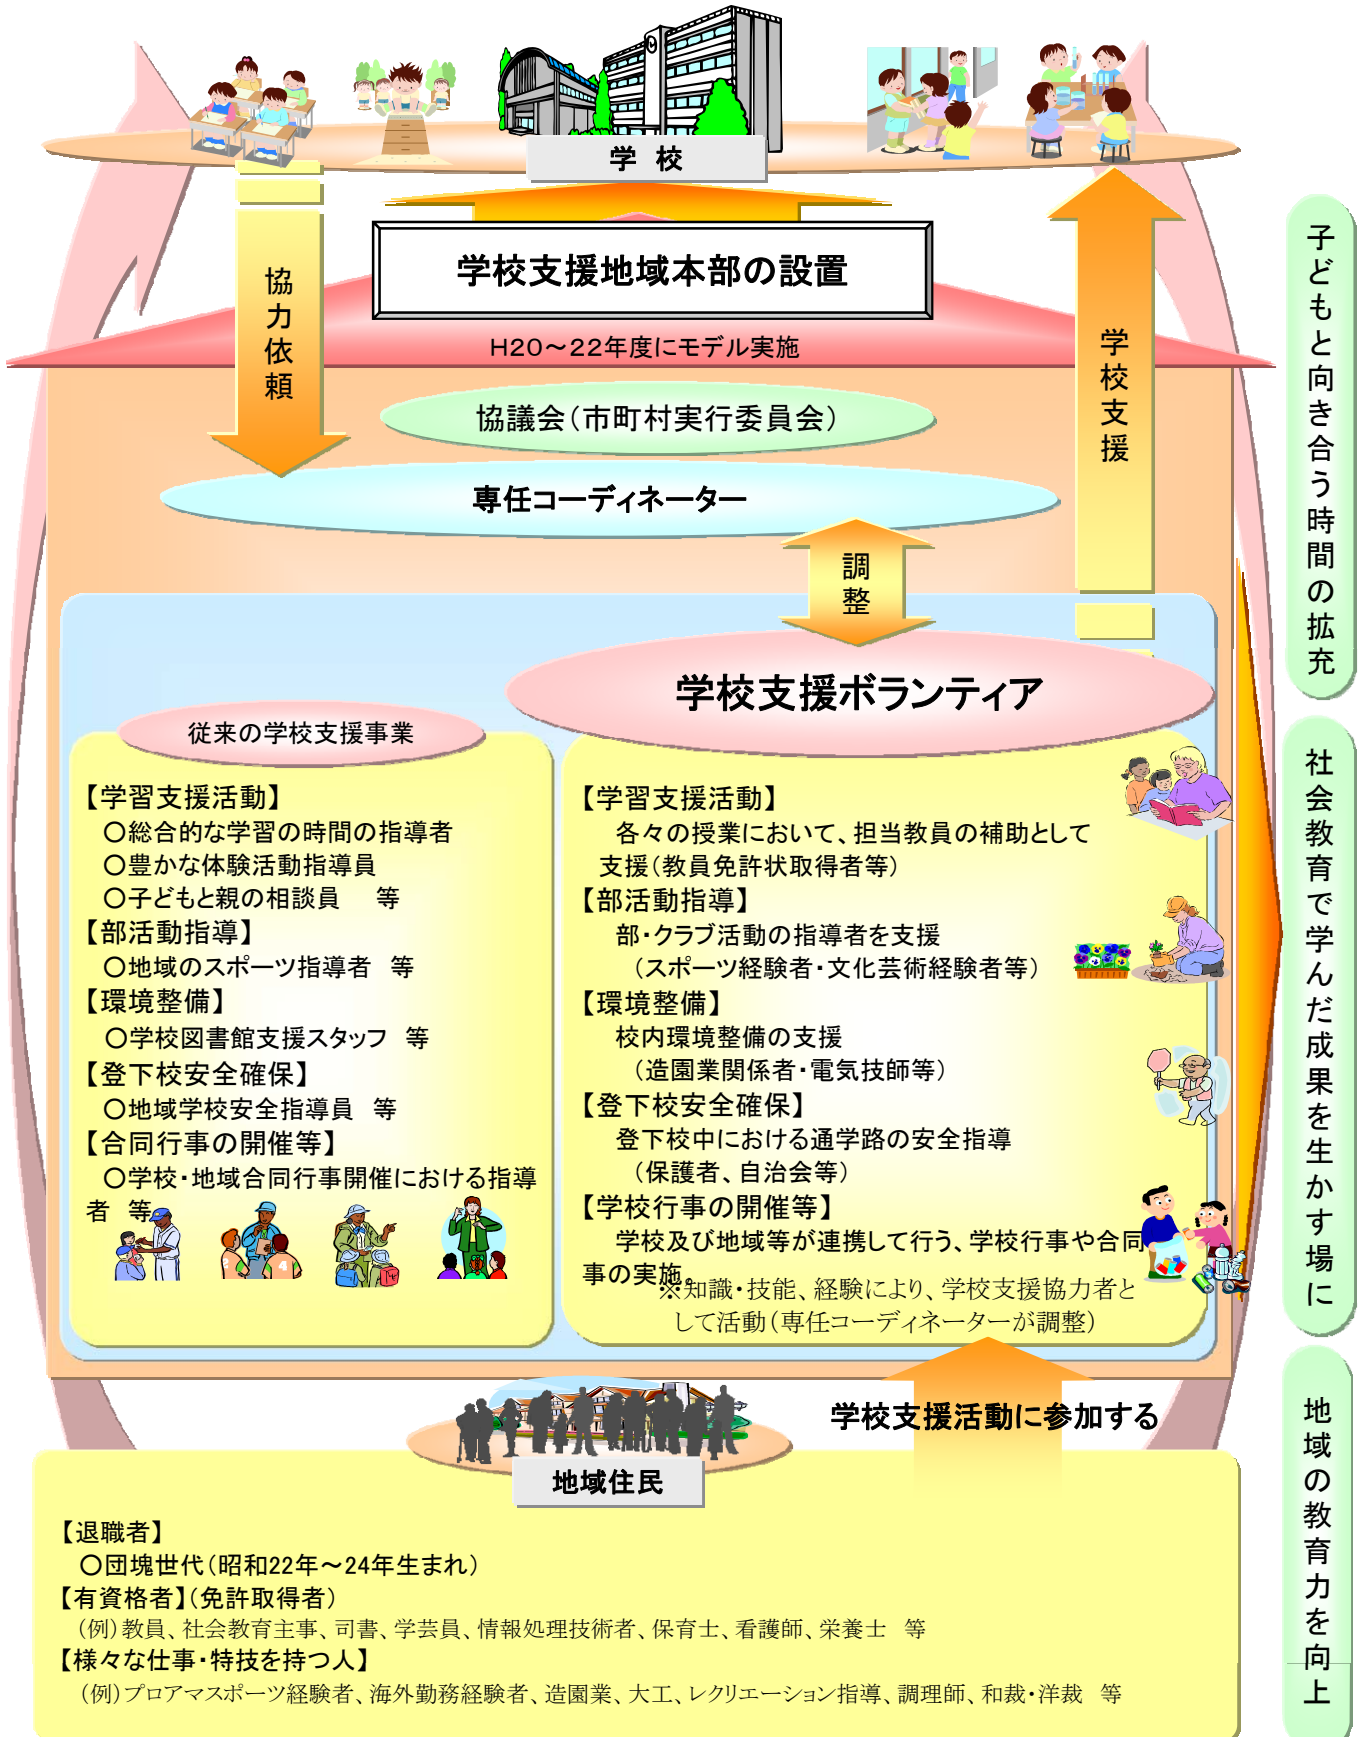 学 校
学校支援地域本部の設置
H20～22年度にモデル実施
協力依頼
学校支援
協議会（市町村実行委員会）
専任コーディネーター
調整
学校支援ボランティア
従来の学校支援事業
【学習支援活動】
○総合的な学習の時間の指導者
○豊かな体験活動指導員
○子どもと親の相談員　等
【部活動指導】
○地域のスポーツ指導者　等
【環境整備】
○学校図書館支援スタッフ　等
【登下校安全確保】
○地域学校安全指導員　等
【合同行事の開催等】
○学校・地域合同行事開催における指導
者　等
【学習支援活動】
各々の授業において、担当教員の補助として
支援（教員免許状取得者等）
【部活動指導】
部・クラブ活動の指導者を支援
（スポーツ経験者・文化芸術経験者等）
【環境整備】
校内環境整備の支援
（造園業関係者・電気技師等）
【登下校安全確保】
登下校中における通学路の安全指導
（保護者、自治会等）
【学校行事の開催等】
学校及び地域等が連携して行う、学校行事や合同
事の実施。
※知識・技能、経験により、学校支援協力者と
して活動（専任コーディネーターが調整）
学校支援活動に参加する
地域住民
【退職者】
○団塊世代（昭和22年～24年生まれ）
【有資格者】（免許取得者）
（例）教員、社会教育主事、司書、学芸員、情報処理技術者、保育士、看護師、栄養士　等
【様々な仕事・特技を持つ人】
（例）プロアマスポーツ経験者、海外勤務経験者、造園業、大工、レクリエーション指導、調理師、和裁・洋裁　等
子どもと向き合う時間の拡充
社会教育で学んだ成果を生かす場に
地域の教育力を向上